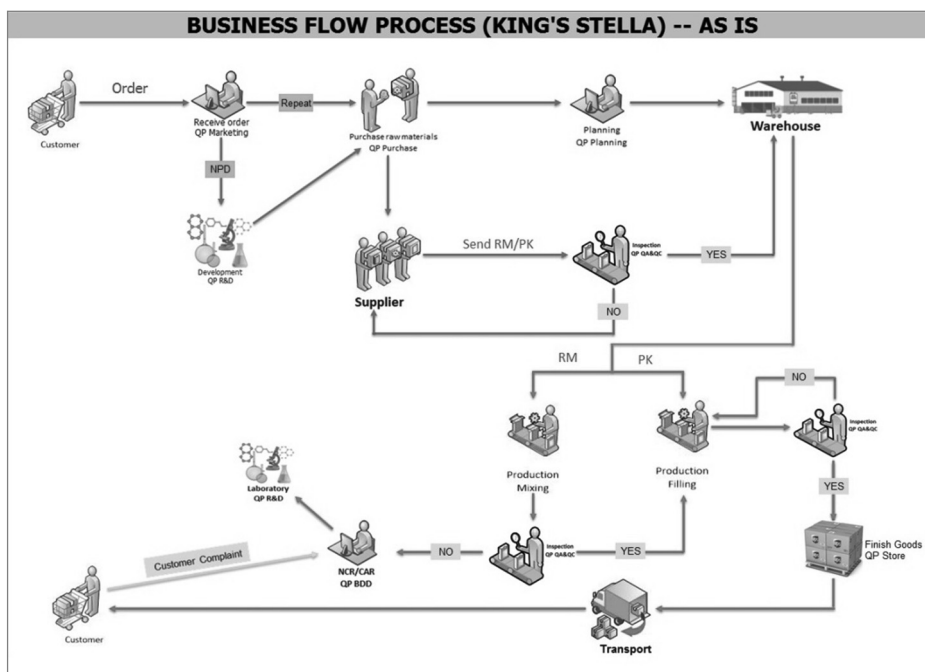 BUSINESS FLOW PROCESS (KING'S STELLA) -- AS IS
Order
Customer
Receive order
QP Marketing
Repeat
Purchase raw materials
QP Purchase
Planning
QP Planning
Warehouse
NPD
Development
QP R&D
Supplier
Send RM/PK
Inspection
QP QA&QC
YES
NO
RM
PK
NO
Production
Mixing
Production
Filling
Inspection
QP QA&QC
YES
Laboratory
QP R&D
Finish Goods
QP Store
Customer Complaint
NCR/CAR
QP BDD
NO
Inspection
QP QA&QC
YES
Customer
Transport